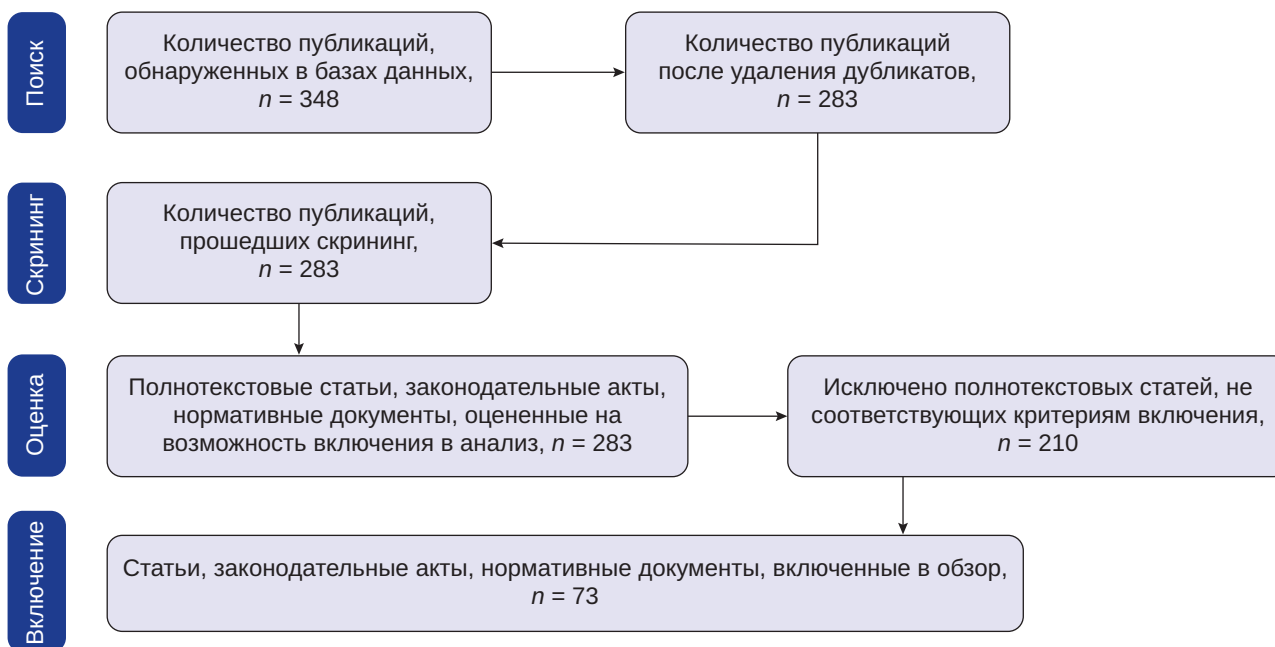 Поиск
Количество публикаций,
обнаруженных в базах данных,
n = 348
Количество публикаций
после удаления дубликатов,
n = 283
Скрининг
Количество публикаций,
прошедших скрининг,
n = 283
Оценка
Полнотекстовые статьи, законодательные акты,
нормативные документы, оцененные на
возможность включения в анализ, n = 283
Исключено полнотекстовых статей, не
соответствующих критериям включения,
n = 210
Включение
Статьи, законодательные акты, нормативные документы, включенные в обзор,
n = 73